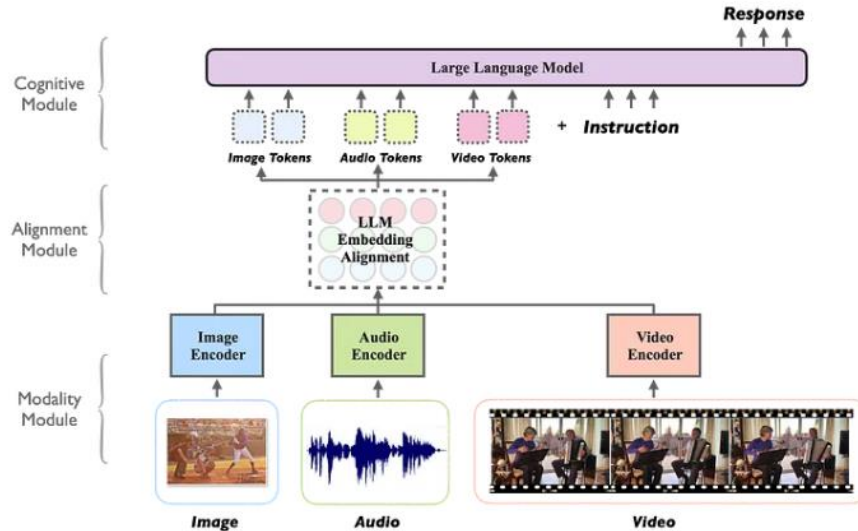 Response
Cognitive
Module
Large Language Model
Image Tokens
Audio Tokens
Video Tokens
+ Instruction
Alignment
Module
LLM
Embedding
Alignment
Image
Encoder
Audio
Encoder
Video
Encoder
Modality
Module
Image
Audio
Video